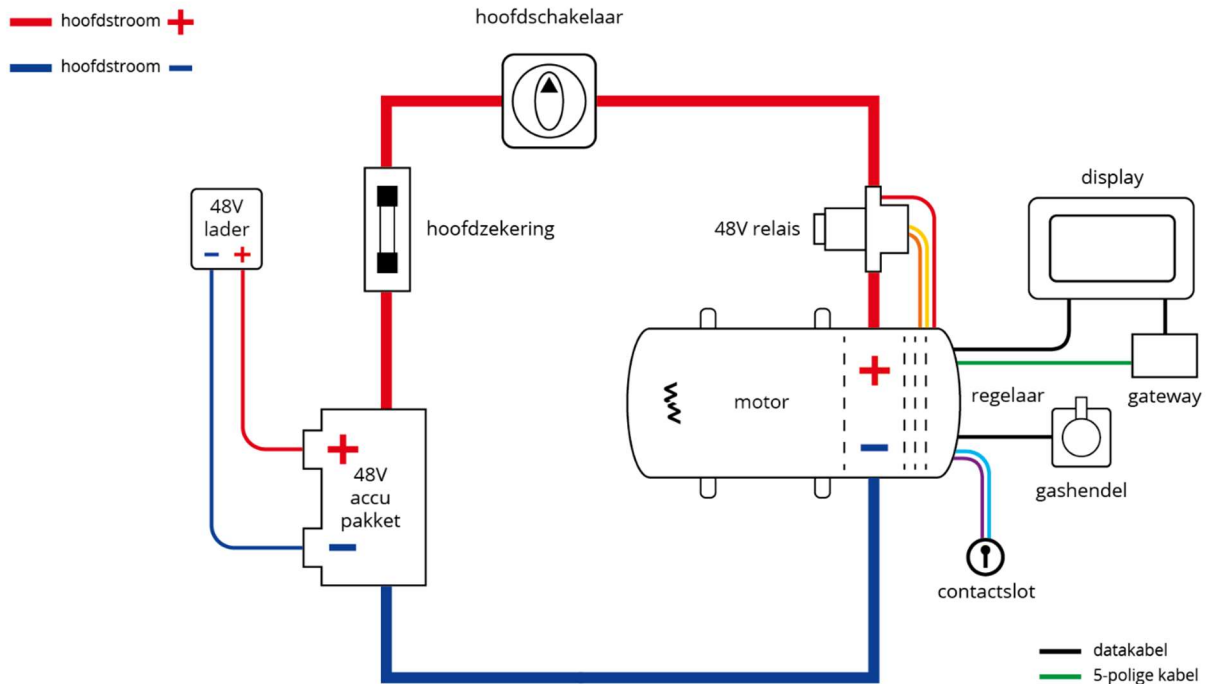 hoofdstroom +
hoofdstroom -
hoofdschakelaar
48V
lader
- +
hoofdzekering
48V relais
display
+
motor
-
regelaar
gateway
gashendel
contactslot
+
48V
accu
pakket
-
datakabel
5-polige kabel